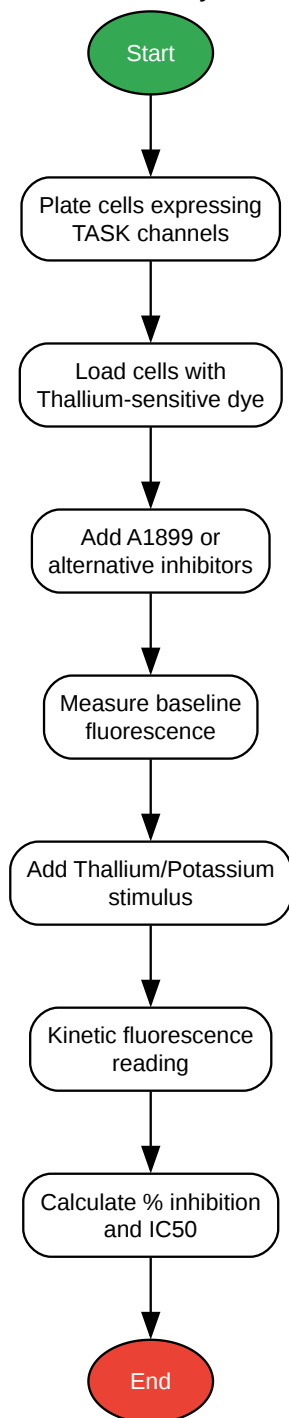 Start
Plate cells expressing
TASK channels
Load cells with
Thallium-sensitive dye
Add A1899 or
alternative inhibitors
Measure baseline
fluorescence
Add Thallium/Potassium
stimulus
Kinetic fluorescence
reading
Calculate % inhibition
and IC50
End